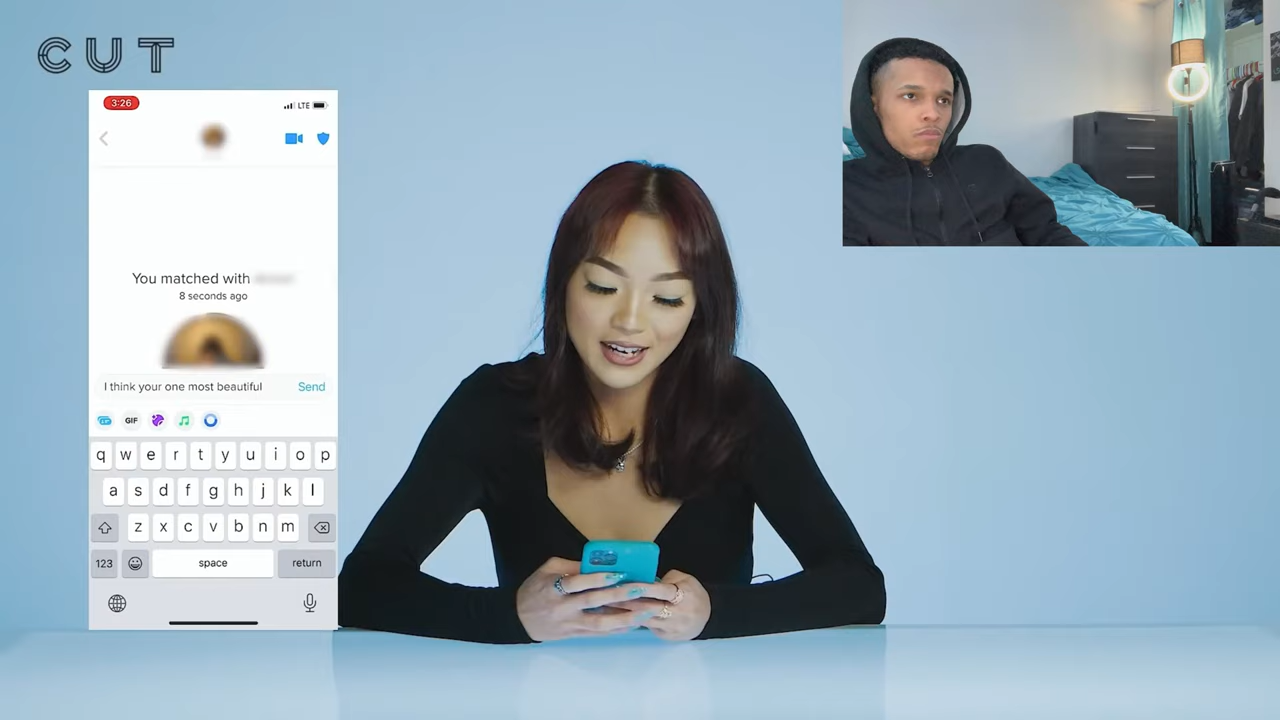 CUT
3:26
LTE
You matched with
8 seconds ago
I think your one most beautiful
Send
GIF
q w e r t y u i o p
a s d f g h j k l
z x c v b n m
123
space
return